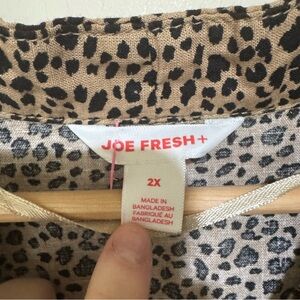 JOE FRESH+
2X
MADE IN
BANGLADESH
FABRIQUÉ AU
BANGLADESH